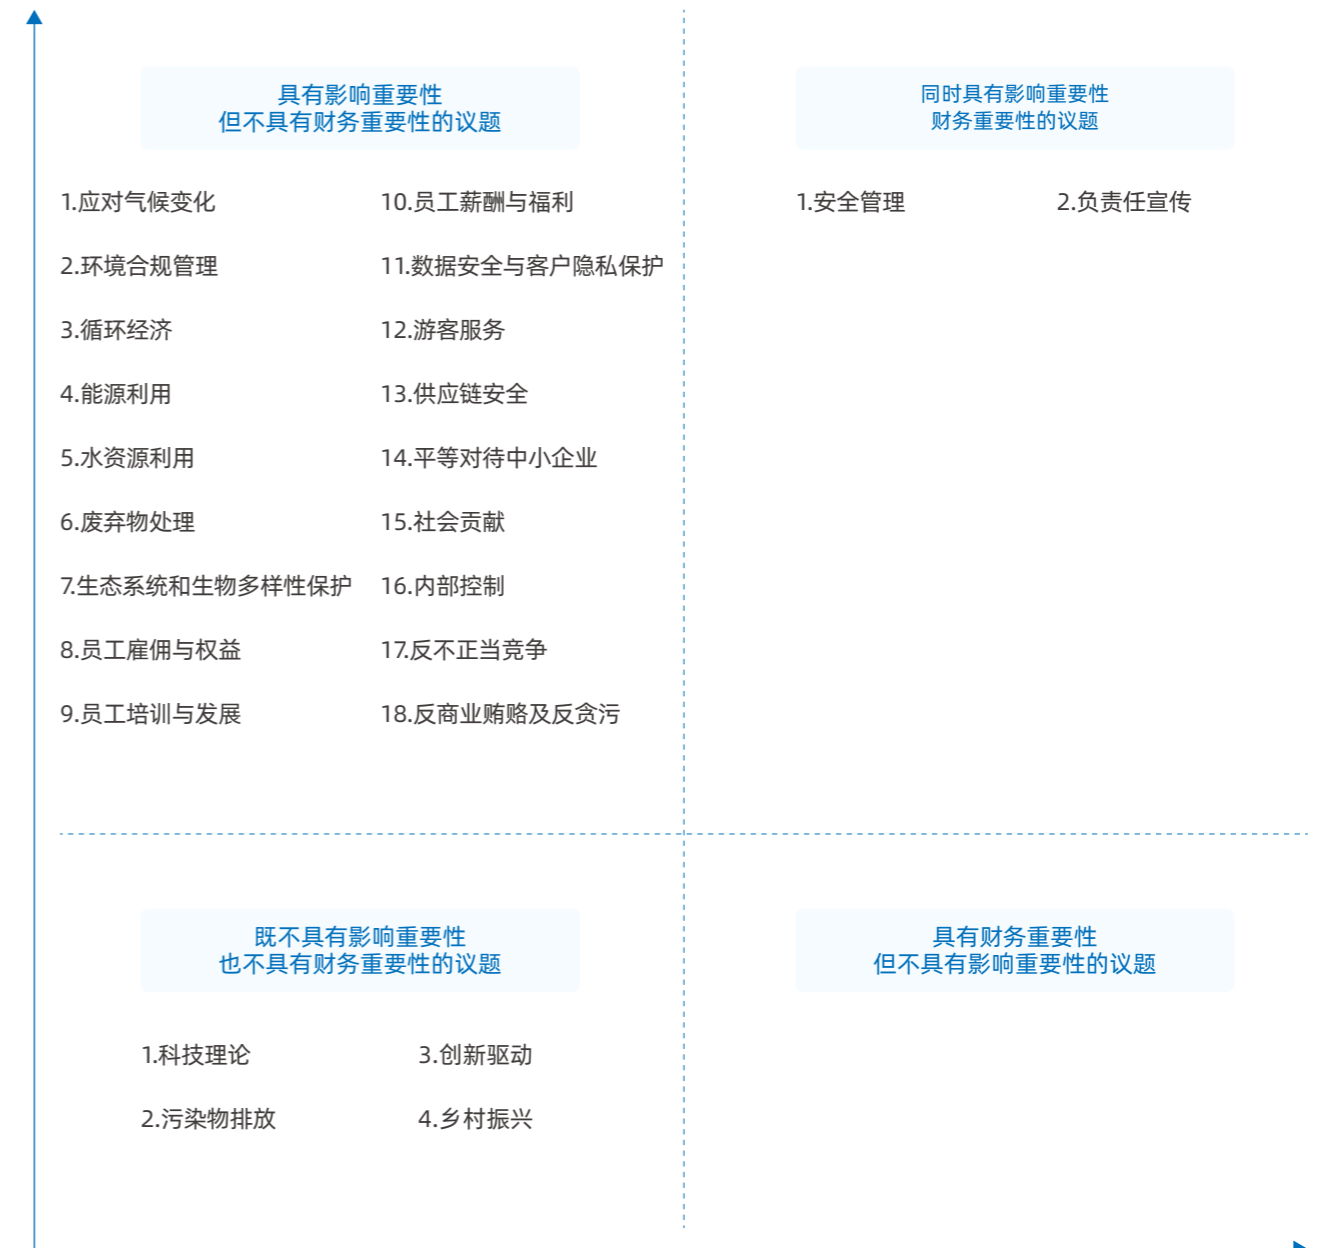 具有影响重要性
但不具有财务重要性的议题
1.应对气候变化
2.环境合规管理
3.循环经济
4.能源利用
5.水资源利用
6.废弃物处理
7.生态系统和生物多样性保护
8.员工雇佣与权益
9.员工培训与发展
10.员工薪酬与福利
11.数据安全与客户隐私保护
12.游客服务
13.供应链安全
14.平等对待中小企业
15.社会贡献
16.内部控制
17.反不正当竞争
18.反商业贿赂及反贪污
同时具有影响重要性
财务重要性的议题
1.安全管理
2.负责任宣传
既不具有影响重要性
也不具有财务重要性的议题
1.科技理论
2.污染物排放
3.创新驱动
4.乡村振兴
具有财务重要性
但不具有影响重要性的议题